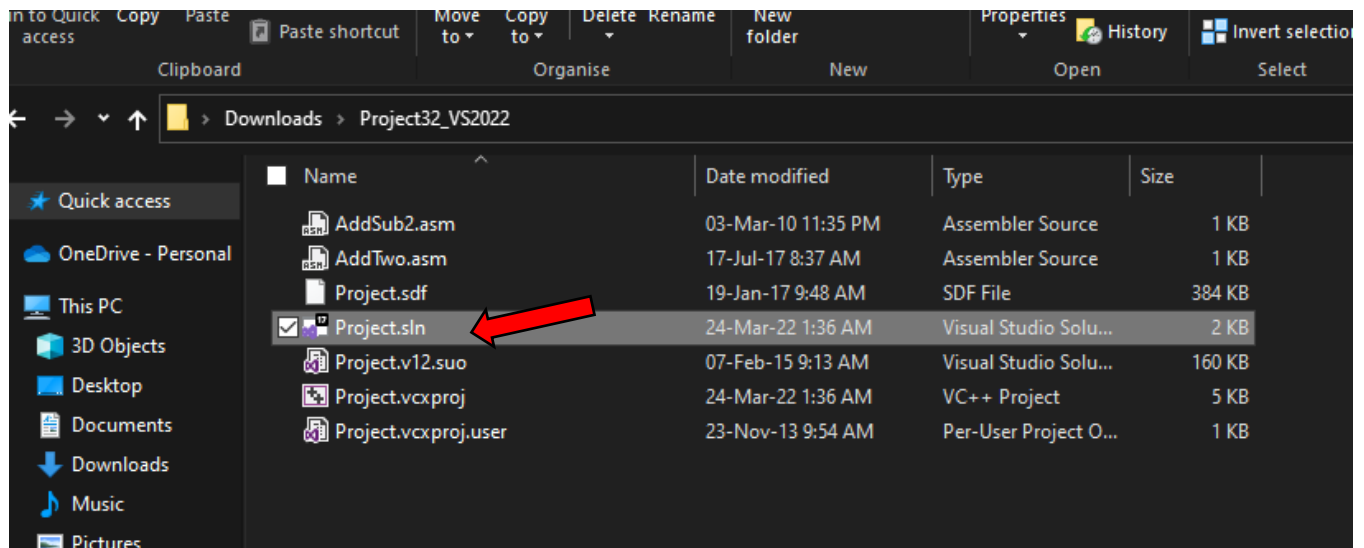 in to Quick access Copy Paste Paste shortcut Move to Copy to Delete Rename New folder Properties History Invert selection
Clipboard Organise New Open Select
Downloads > Project32_VS2022
Name Date modified Type Size
Quick access
AddSub2.asm 03-Mar-10 11:35 PM Assembler Source 1 KB
OneDrive - Personal
AddTwo.asm 17-Jul-17 8:37 AM Assembler Source 1 KB
Project.sdf 19-Jan-17 9:48 AM SDF File 384 KB
This PC
Project.sln 24-Mar-22 1:36 AM Visual Studio Solu... 2 KB
3D Objects
Project.v12.suo 07-Feb-15 9:13 AM Visual Studio Solu... 160 KB
Desktop
Project.vcxproj 24-Mar-22 1:36 AM VC++ Project 5 KB
Documents
Project.vcxproj.user 23-Nov-13 9:54 AM Per-User Project O... 1 KB
Downloads
Music
Pictures